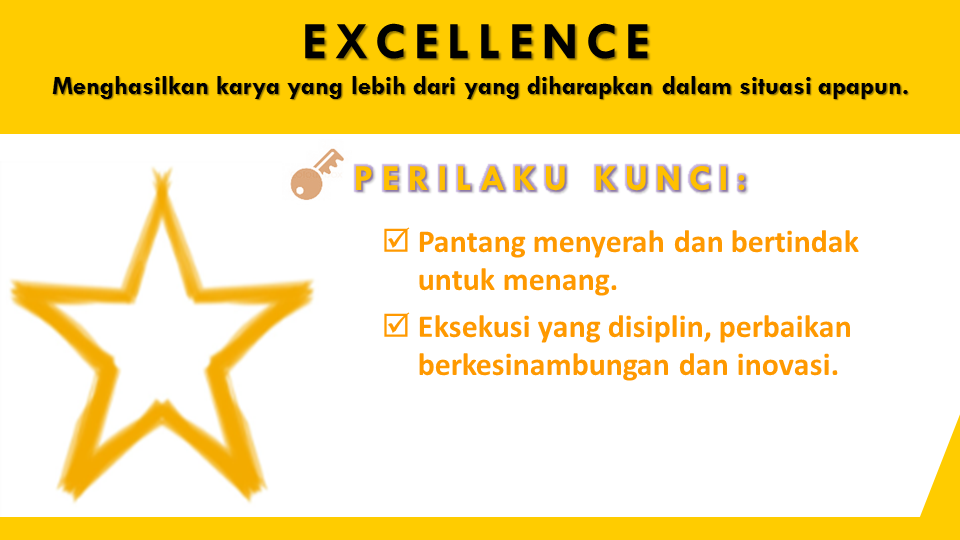 EXCELLENCE
Menghasilkan karya yang lebih dari yang diharapkan dalam situasi apapun.
PERILAKU KUNCI:
Pantang menyerah dan bertindak
untuk menang.
Eksekusi yang disiplin, perbaikan
berkesinambungan dan inovasi.